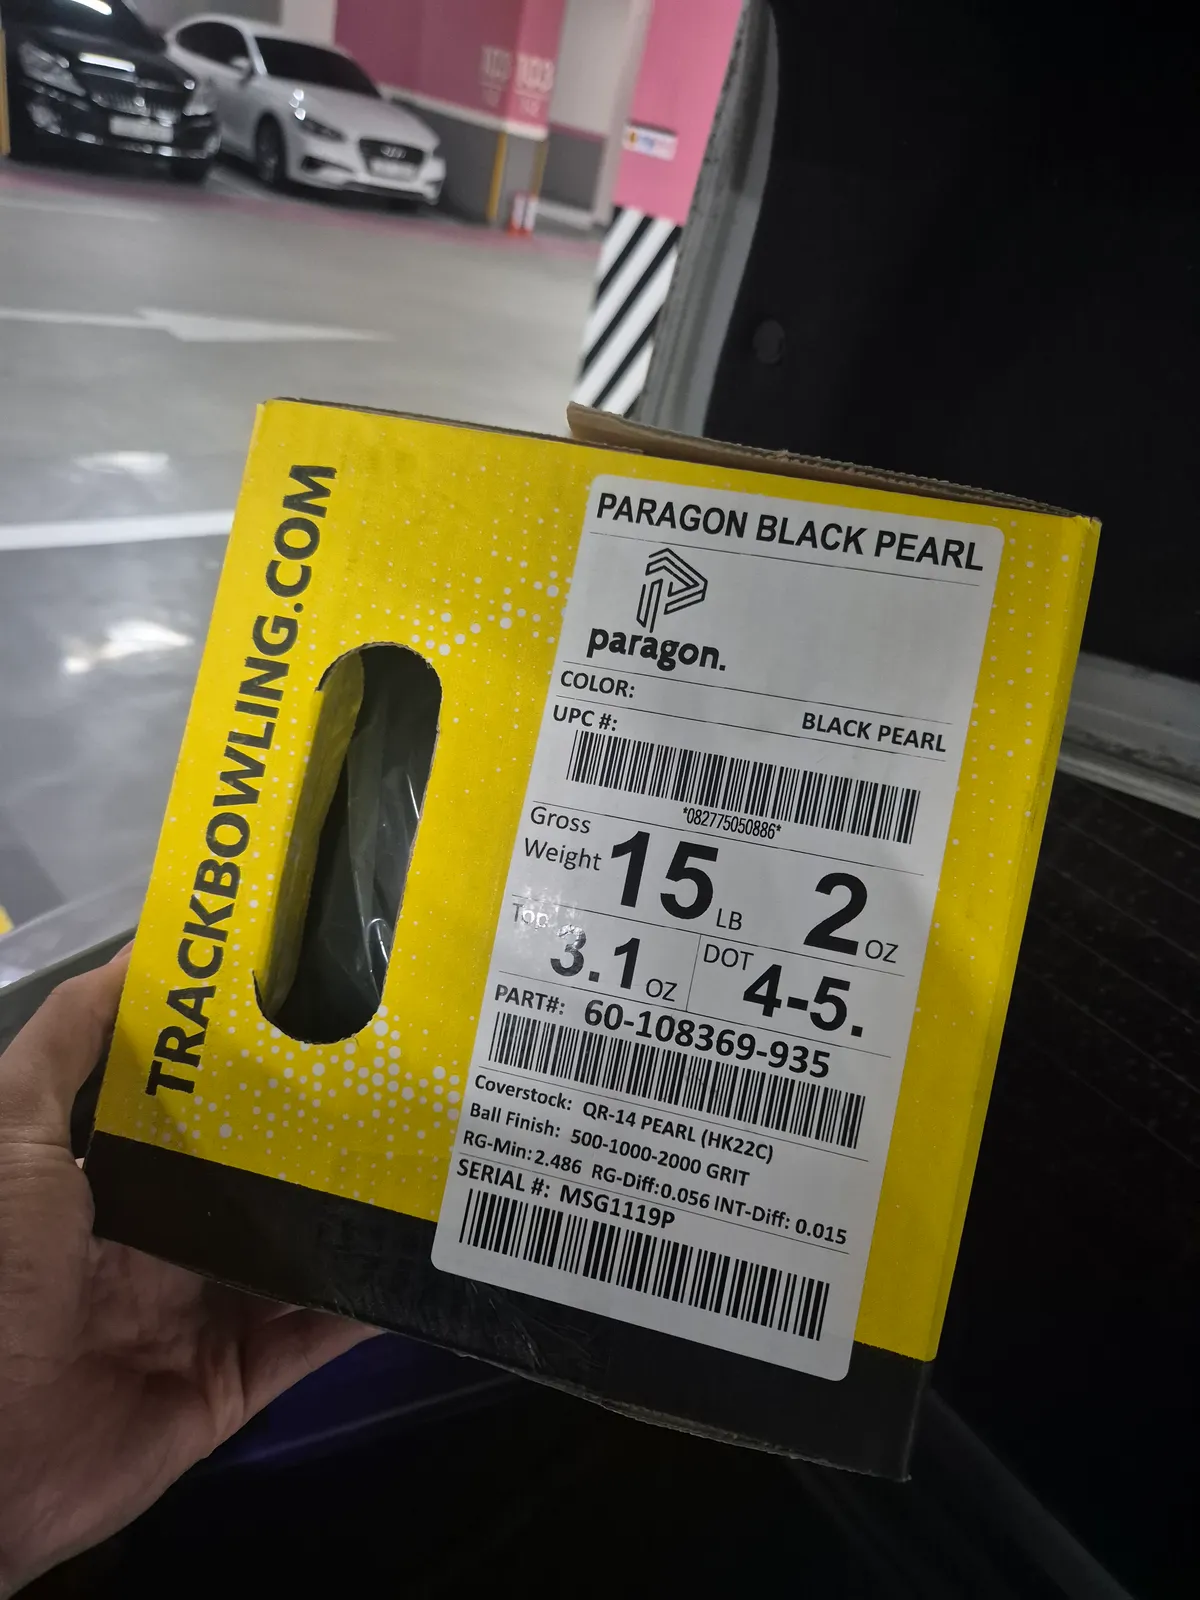 103 103
TRACKBOWLING.COM
PARAGON BLACK PEARL
paragon.
COLOR:
BLACK PEARL
UPC #:
*082775050886*
Gross
Weight
15 LB 2 OZ
Top
3.1 OZ
DOT
4-5.
PART#: 60-108369-935
Coverstock: QR-14 PEARL (HK22C)
Ball Finish: 500-1000-2000 GRIT
RG-Min: 2.486 RG-Diff: 0.056 INT-Diff: 0.015
SERIAL #: MSG1119P